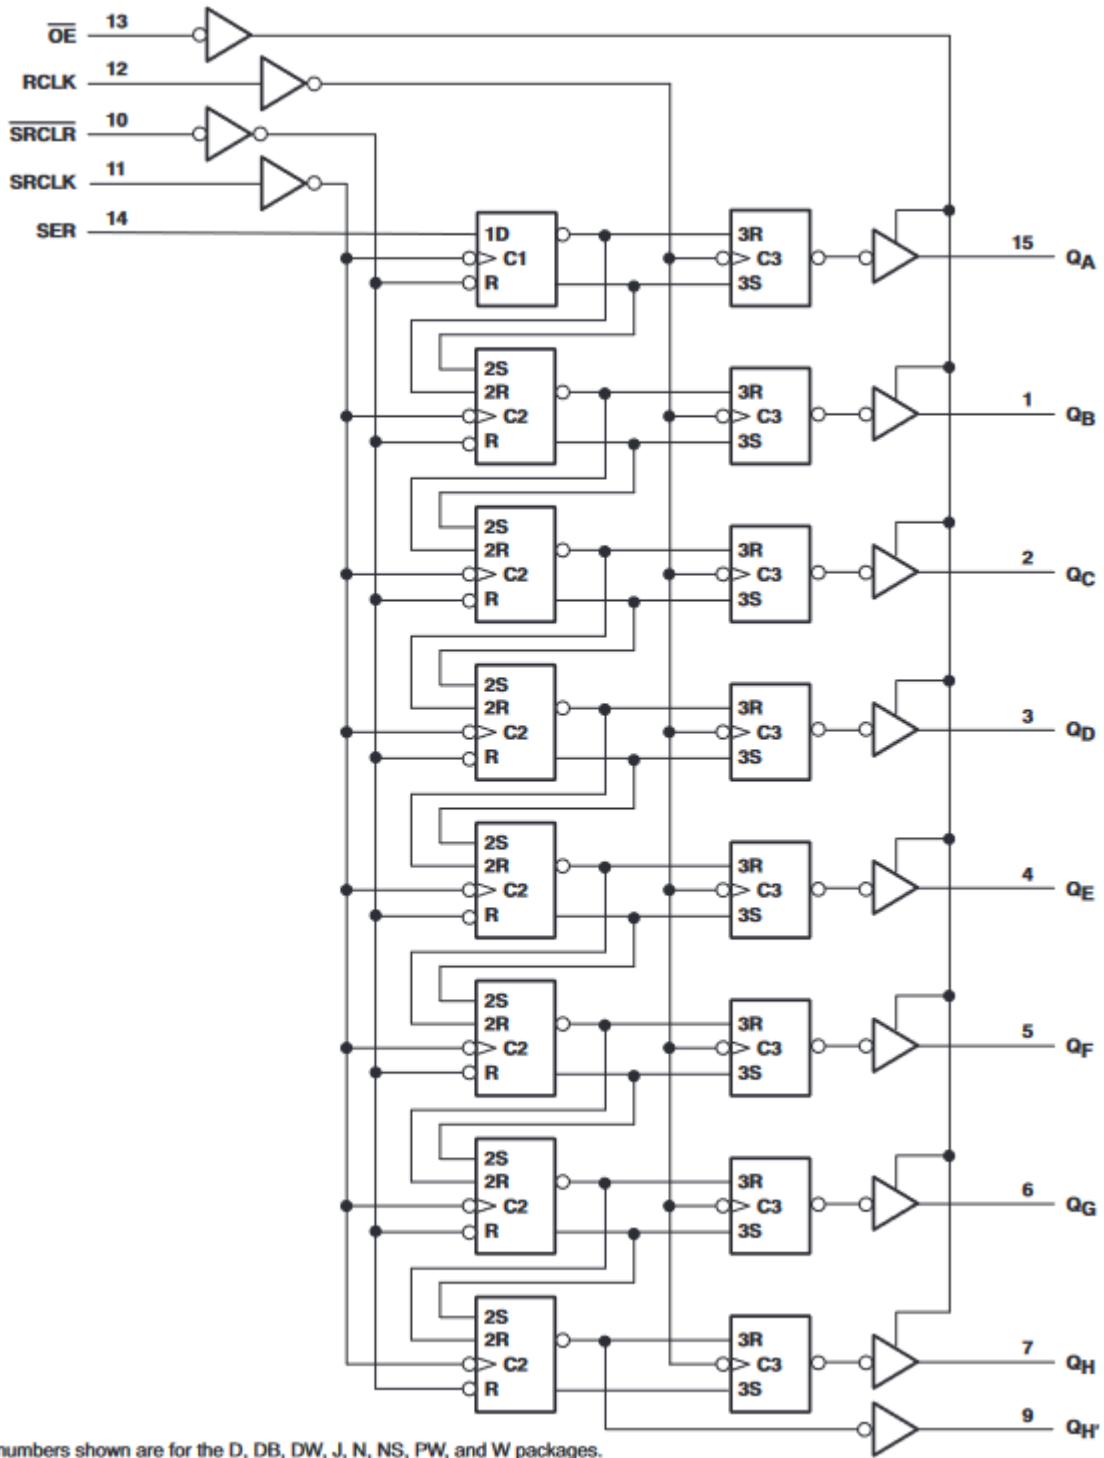 OE 13
RCLK 12
SRCLR 10
SRCLK 11
SER 14
1D
C1
R
3R
C3
3S
15 QA
2S
2R
C2
R
3R
C3
3S
1 QB
2S
2R
C2
R
3R
C3
3S
2 QC
2S
2R
C2
R
3R
C3
3S
3 QD
2S
2R
C2
R
3R
C3
3S
4 QE
2S
2R
C2
R
3R
C3
3S
5 QF
2S
2R
C2
R
3R
C3
3S
6 QG
2S
2R
C2
R
3R
C3
3S
7 QH
9 QH'
numbers shown are for the D, DB, DW, J, N, NS, PW, and W packages.